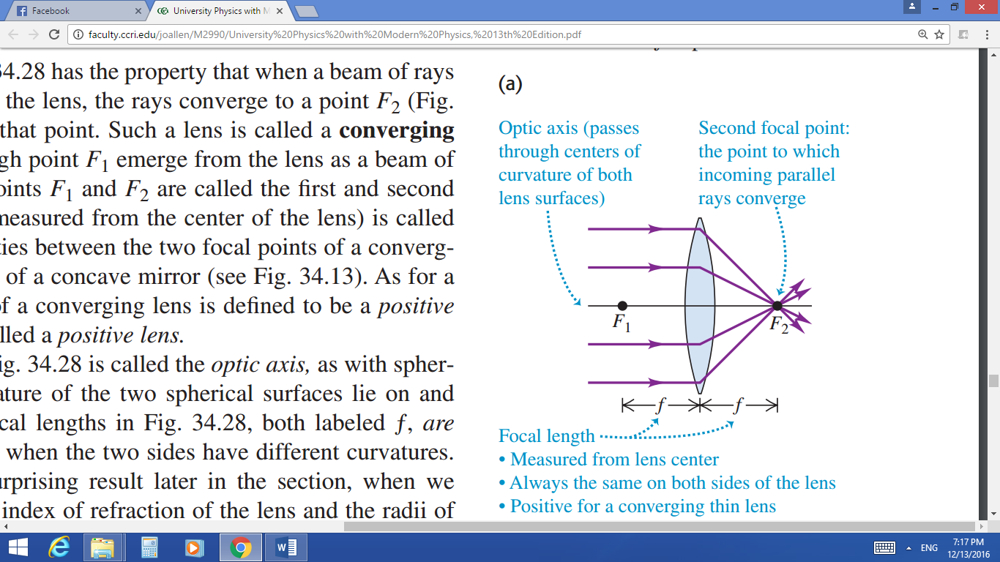 Facebook
University Physics with M
faculty.ccri.edu/joallen/M2990/University%20Physics%20with%20Modern%20Physics,%2013th%20Edition.pdf
34.28 has the property that when a beam of rays
the lens, the rays converge to a point F2 (Fig.
that point. Such a lens is called a converging
gh point F1 emerge from the lens as a beam of
oints F1 and F2 are called the first and second
measured from the center of the lens) is called
ties between the two focal points of a converg-
of a concave mirror (see Fig. 34.13). As for a
of a converging lens is defined to be a positive
lled a positive lens.
ig. 34.28 is called the optic axis, as with spher-
ature of the two spherical surfaces lie on and
cal lengths in Fig. 34.28, both labeled f, are
when the two sides have different curvatures.
urprising result later in the section, when we
index of refraction of the lens and the radii of
(a)
Optic axis (passes
through centers of
curvature of both
lens surfaces)
Second focal point:
the point to which
incoming parallel
rays converge
F1
F2
f
f
Focal length
• Measured from lens center
• Always the same on both sides of the lens
• Positive for a converging thin lens
ENG
7:17 PM
12/13/2016